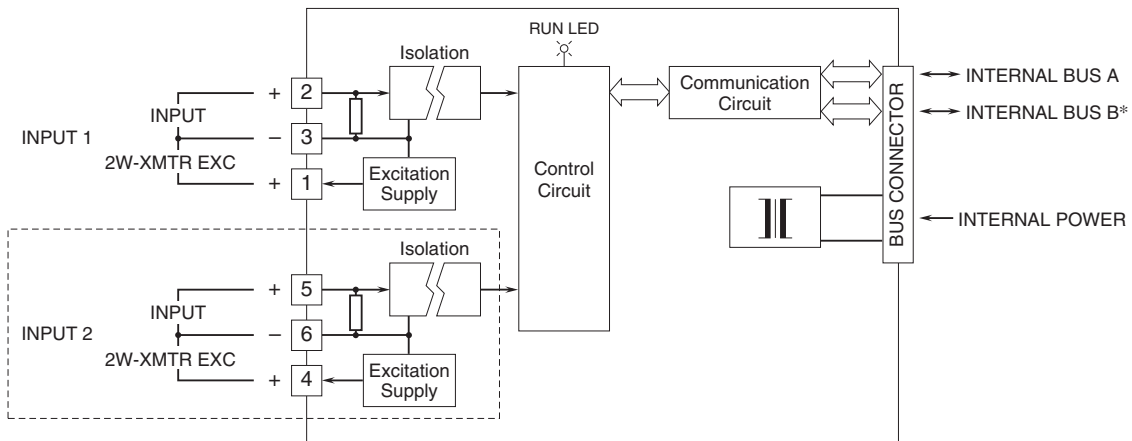 RUN LED
Isolation
+ 2
INPUT
INPUT 1
− 3
2W-XMTR EXC
+ 1
Excitation
Supply
Control
Circuit
Communication
Circuit
BUS CONNECTOR
INTERNAL BUS A
INTERNAL BUS B*
INTERNAL POWER
Isolation
+ 5
INPUT
INPUT 2
− 6
2W-XMTR EXC
+ 4
Excitation
Supply